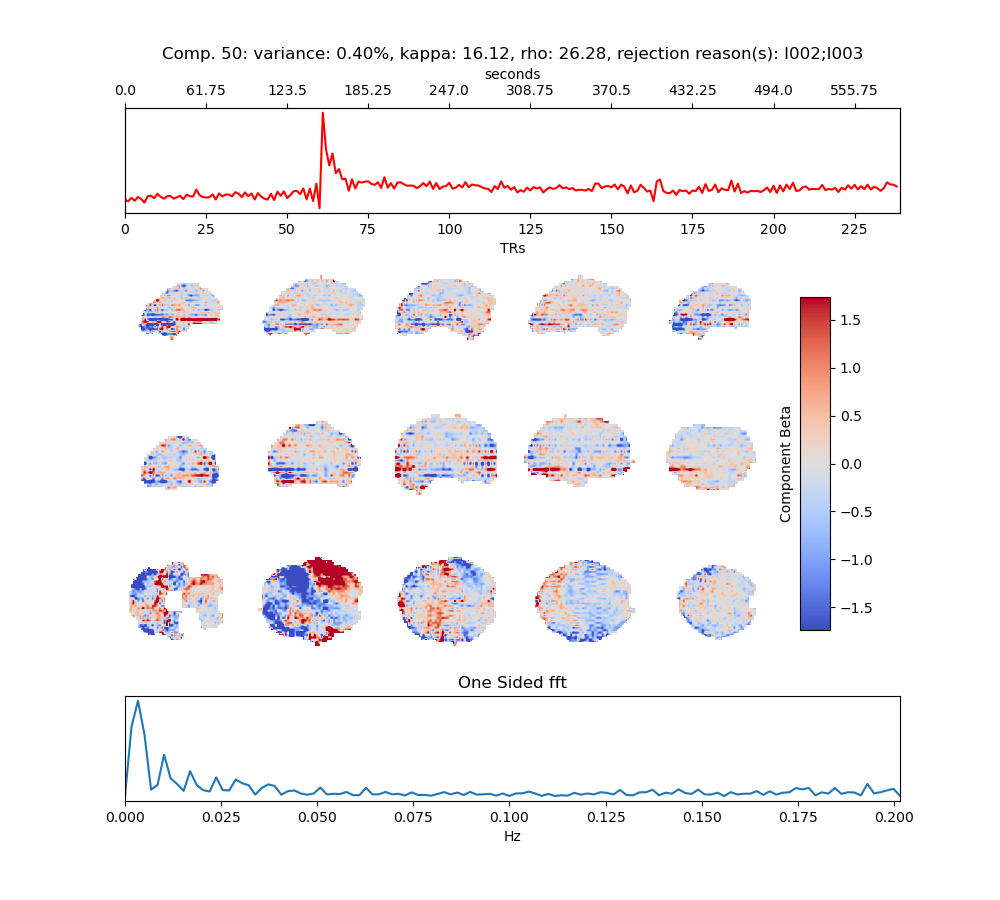 Comp. 50: variance: 0.40%, kappa: 16.12, rho: 26.28, rejection reason(s): I002;I003
seconds
0.0 61.75 123.5 185.25 247.0 308.75 370.5 432.25 494.0 555.75
0 25 50 75 100 125 150 175 200 225
TRs
1.5
1.0
0.5
0.0
−0.5
−1.0
−1.5
Component Beta
One Sided fft
0.000 0.025 0.050 0.075 0.100 0.125 0.150 0.175 0.200
Hz